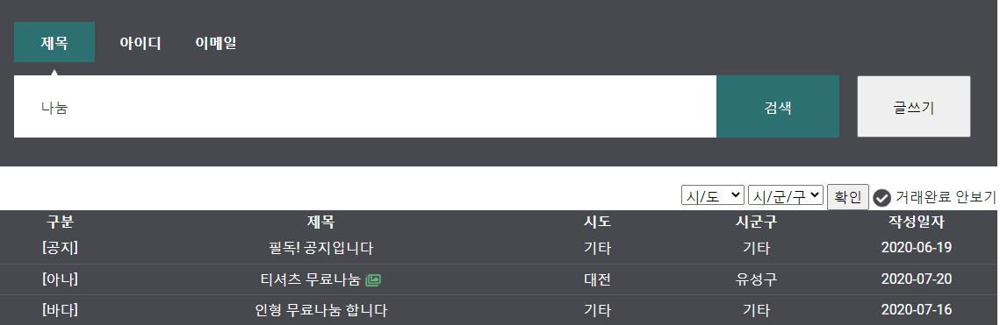 제목 아이디 이메일
나눔 검색 글쓰기
시/도 시/군/구 확인 거래완료 안보기
구분 제목 시도 시군구 작성일자
[공지] 필독! 공지입니다 기타 기타 2020-06-19
[아나] 티셔츠 무료나눔 대전 유성구 2020-07-20
[바다] 인형 무료나눔 합니다 기타 기타 2020-07-16